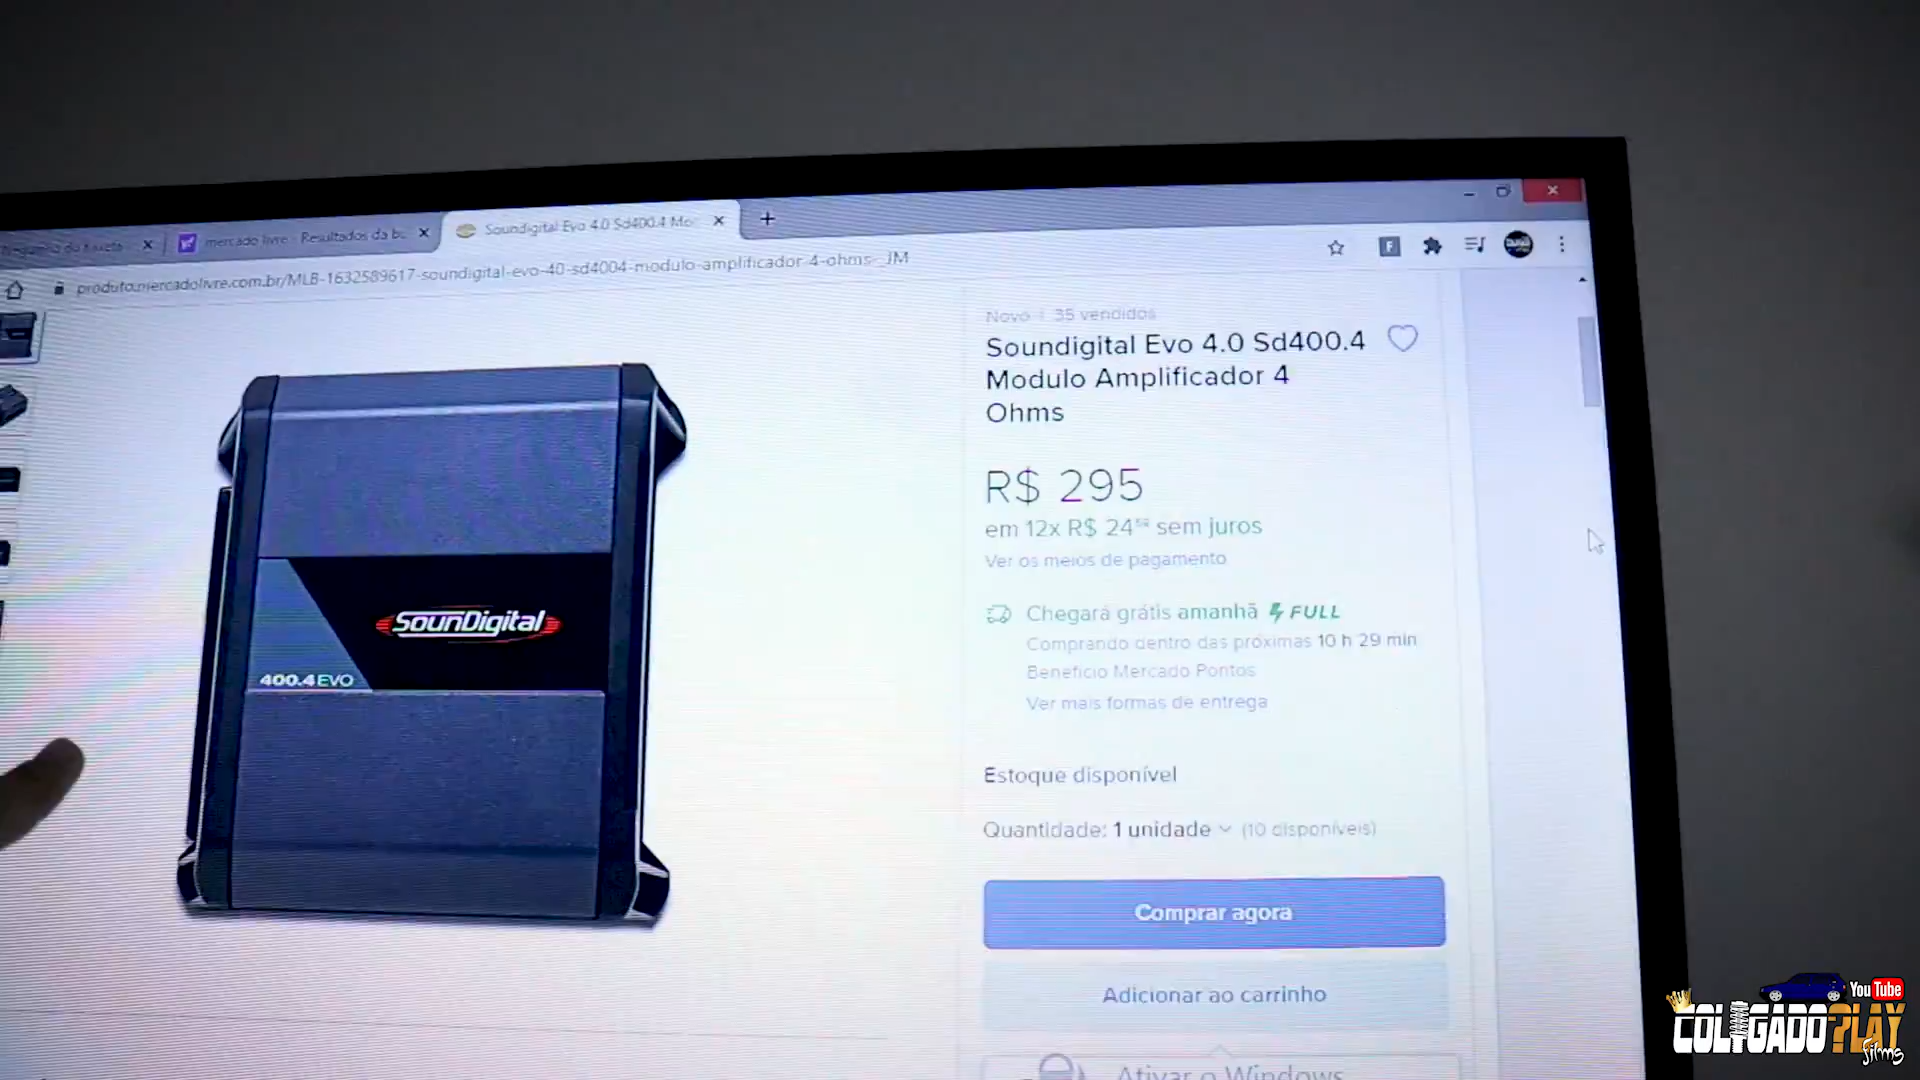 mercado livre - Resultados da bu
Soundigital Evo 4.0 Sd400.4 Mo
produto.mercadolivre.com.br/MLB-1632589617-soundigital-evo-40-sd4004-modulo-amplificador-4-ohms-_JM
Novo | 35 vendidos
Soundigital Evo 4.0 Sd400.4
Modulo Amplificador 4
Ohms
R$ 295
em 12x R$ 24 sem juros
Ver os meios de pagamento
Chegará grátis amanhã FULL
Comprando dentro das próximas 10 h 29 min
Benefício Mercado Pontos
Ver mais formas de entrega
Estoque disponível
Quantidade: 1 unidade (10 disponíveis)
Comprar agora
Adicionar ao carrinho
Ativar o Windows
SounDigital
400.4EVO
YouTube
COLIGADO PLAY
films